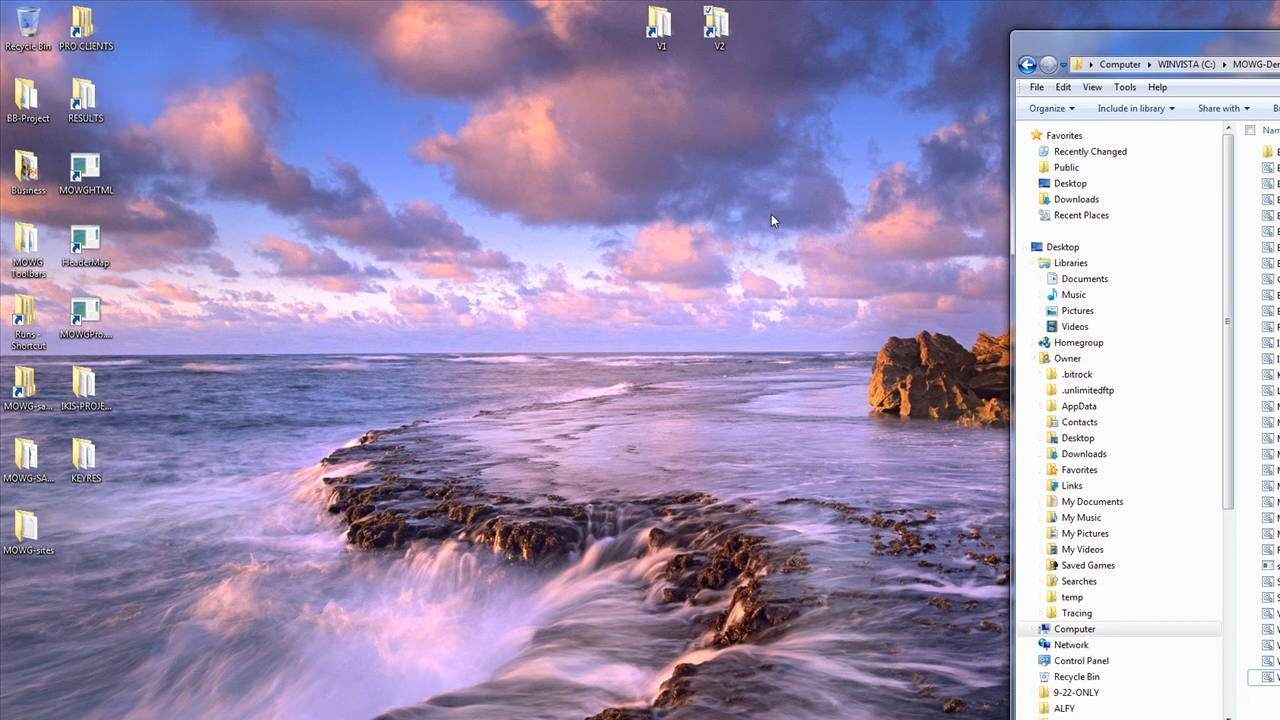 Recycle Bin
PRO CLIENTS
BB-Project
RESULTS
Business
MOWGHTML
MOWG
Toolbars
HeaderMap
Runs -
Shortcut
MOWGPro....
MOWG-sa...
IKIS-PROJE...
MOWG-SA...
KEYRES
MOWG-sites
V1
V2
Computer
WINVISTA (C:)
MOWG-De
File Edit View Tools Help
Organize
Include in library
Share with
Favorites
Recently Changed
Public
Desktop
Downloads
Recent Places
Desktop
Libraries
Documents
Music
Pictures
Videos
Homegroup
Owner
.bitrock
.unlimitedftp
AppData
Contacts
Desktop
Downloads
Favorites
Links
My Documents
My Music
My Pictures
My Videos
Saved Games
Searches
temp
Tracing
Computer
Network
Control Panel
Recycle Bin
9-22-ONLY
ALFY